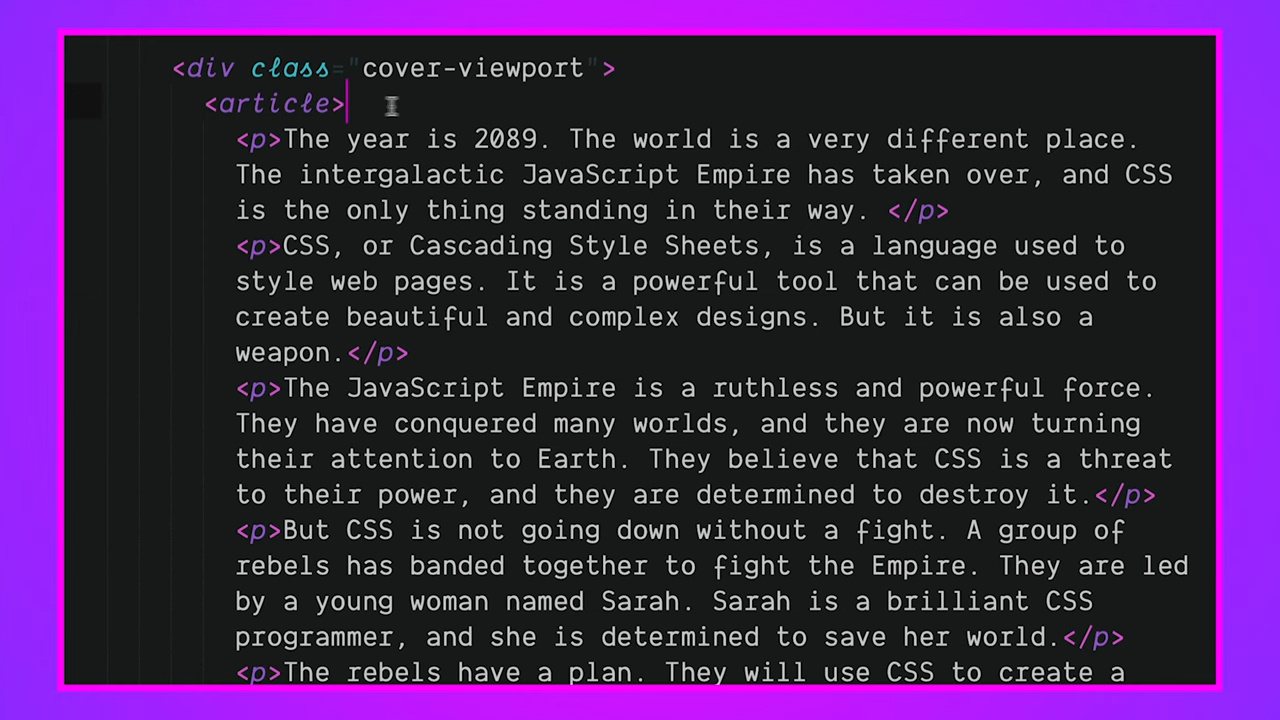 <div class="cover-viewport">
<article>
<p>The year is 2089. The world is a very different place.
The intergalactic JavaScript Empire has taken over, and CSS
is the only thing standing in their way. </p>
<p>CSS, or Cascading Style Sheets, is a language used to
style web pages. It is a powerful tool that can be used to
create beautiful and complex designs. But it is also a
weapon.</p>
<p>The JavaScript Empire is a ruthless and powerful force.
They have conquered many worlds, and they are now turning
their attention to Earth. They believe that CSS is a threat
to their power, and they are determined to destroy it.</p>
<p>But CSS is not going down without a fight. A group of
rebels has banded together to fight the Empire. They are led
by a young woman named Sarah. Sarah is a brilliant CSS
programmer, and she is determined to save her world.</p>
<p>The rebels have a plan. They will use CSS to create a